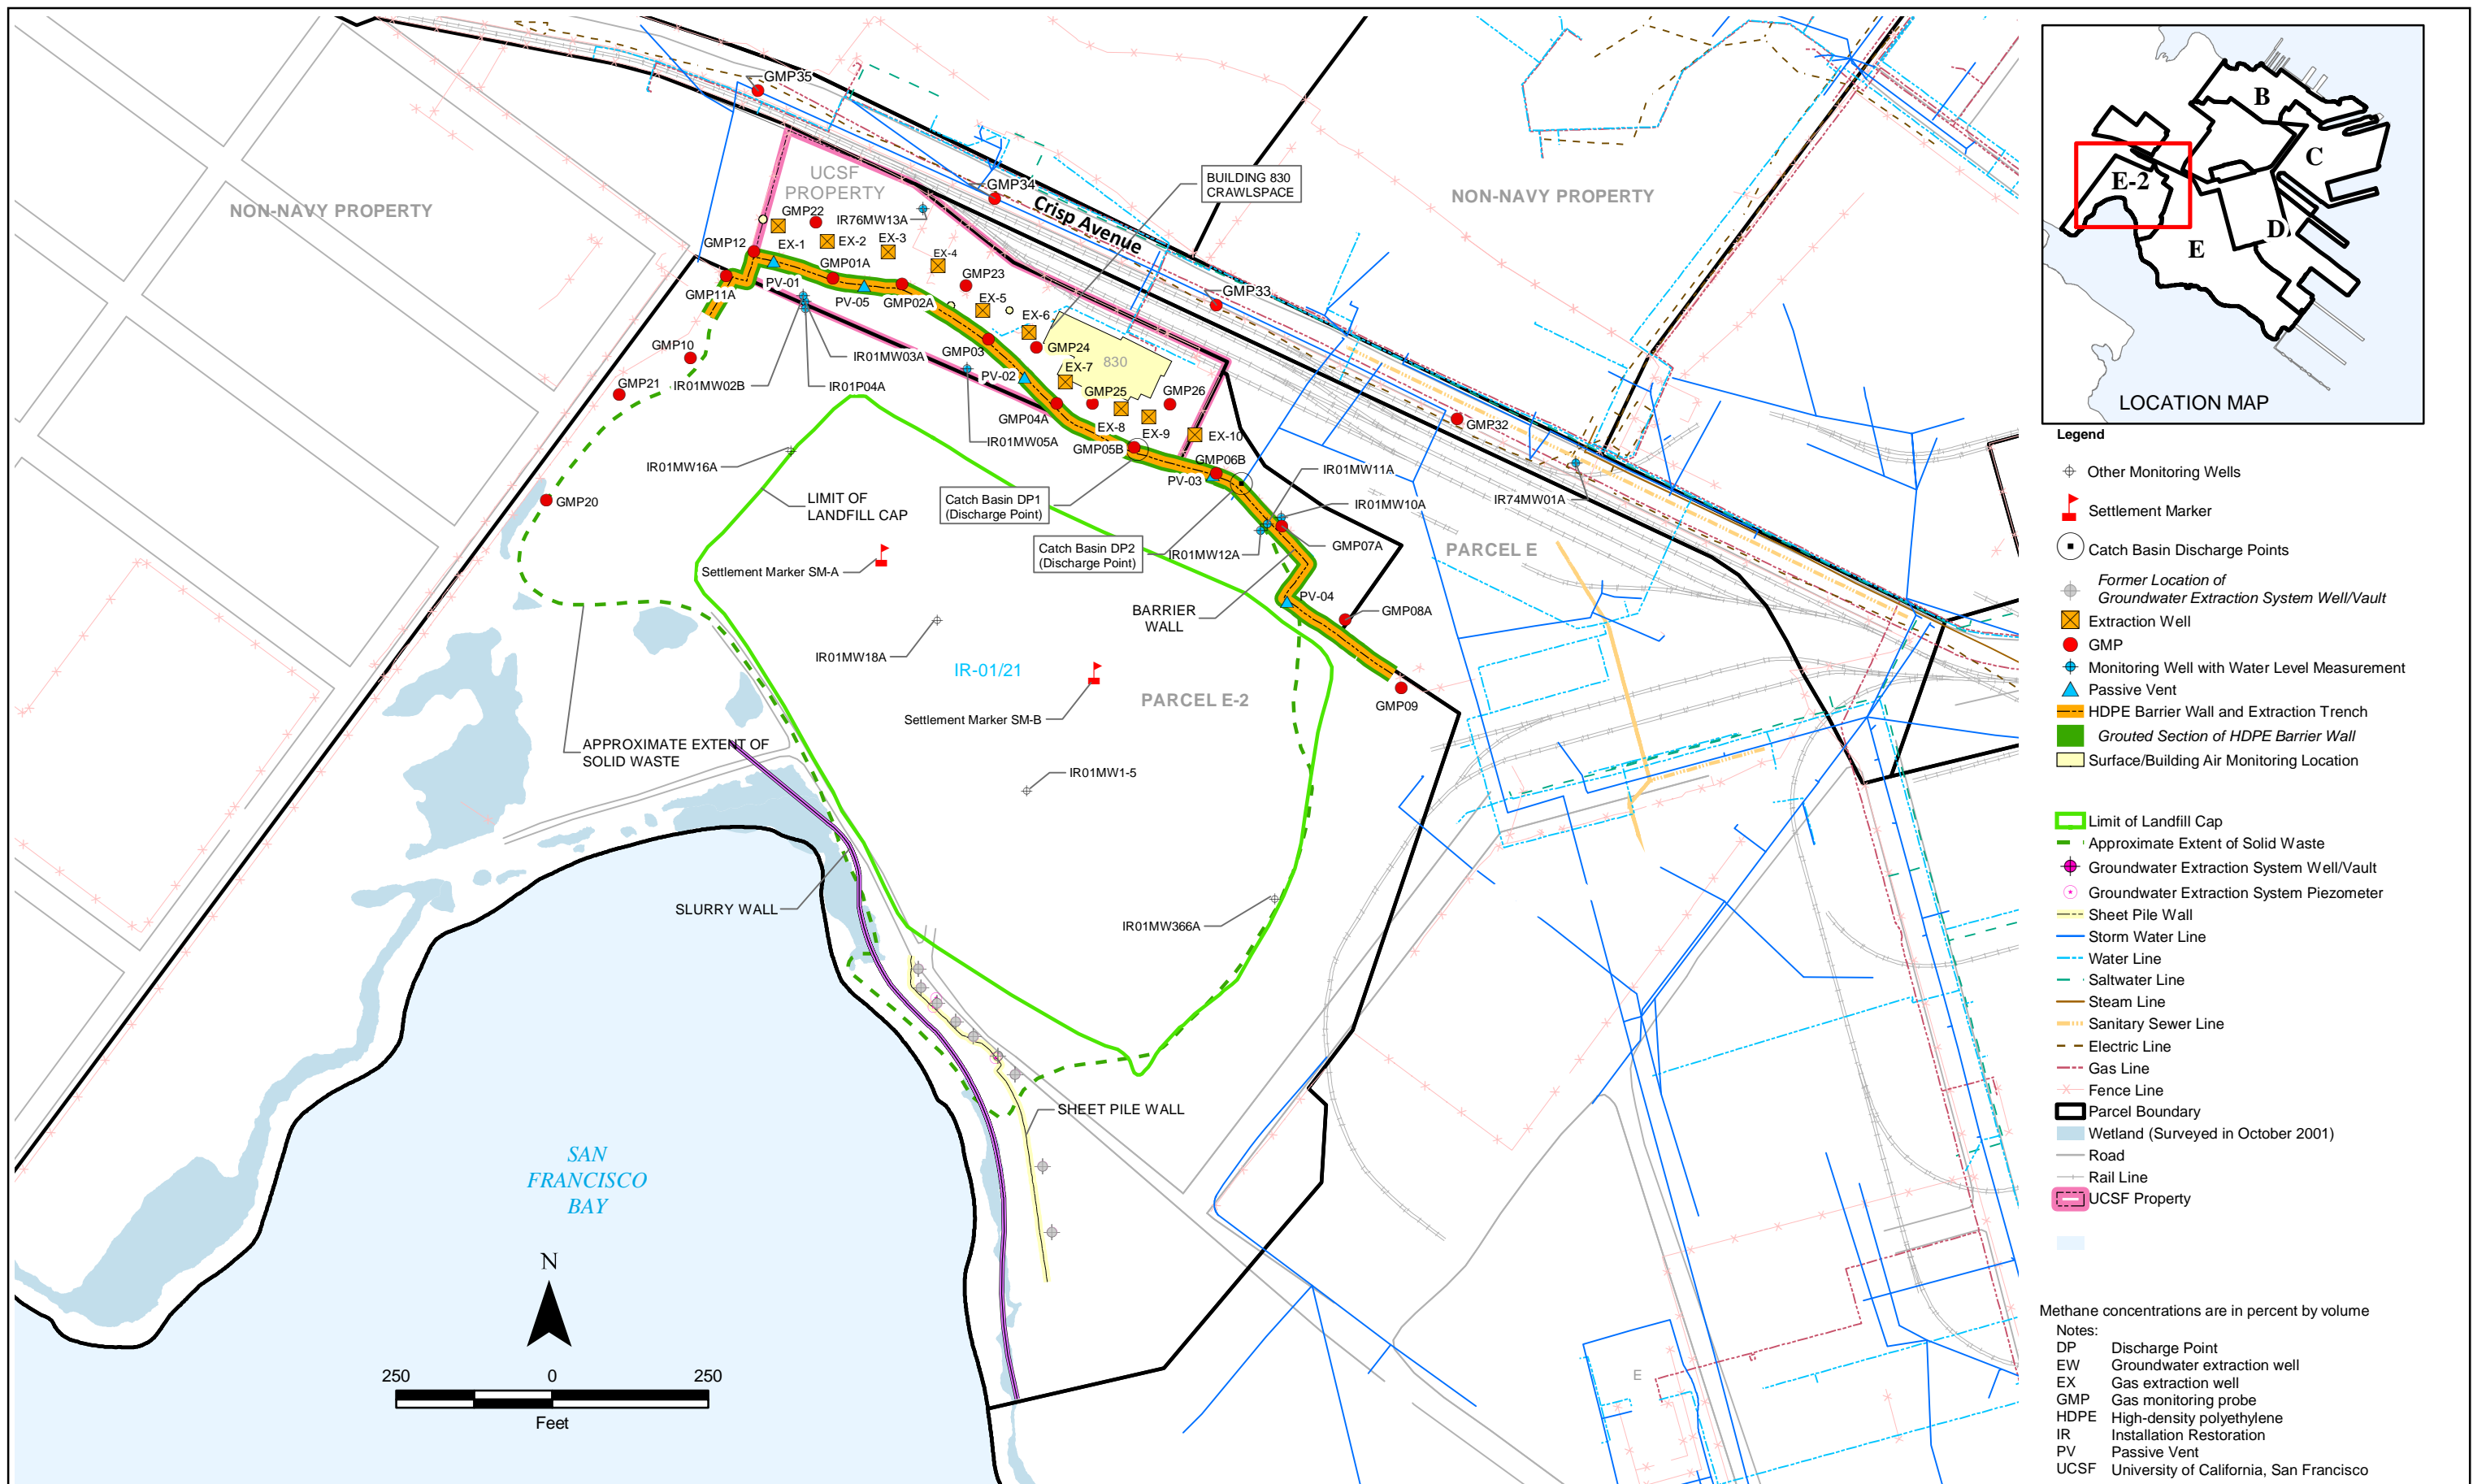 GMP35
UCSF
PROPERTY
GMP34
BUILDING 830
CRAWLSPACE
NON-NAVY PROPERTY
NON-NAVY PROPERTY
Crisp Avenue
GMP22
IR76MW13A
GMP12
EX-1
EX-2
EX-3
EX-4
GMP01A
GMP23
GMP11A
PV-01
PV-05
GMP02A
EX-5
GMP33
EX-6
GMP10
IR01MW03A
GMP03
GMP24
830
GMP21
IR01MW02B
IR01P04A
PV-02
EX-7
GMP25
GMP26
GMP04A
EX-8
EX-9
EX-10
GMP32
IR01MW05A
GMP05B
IR01MW16A
GMP06B
PV-03
IR01MW11A
GMP20
LIMIT OF
LANDFILL CAP
Catch Basin DP1
(Discharge Point)
IR01MW10A
IR74MW01A
Catch Basin DP2
(Discharge Point)
IR01MW12A
GMP07A
PARCEL E
Settlement Marker SM-A
PV-04
BARRIER
WALL
GMP08A
IR01MW18A
IR-01/21
PARCEL E-2
GMP09
Settlement Marker SM-B
APPROXIMATE EXTENT OF
SOLID WASTE
IR01MW1-5
SLURRY WALL
IR01MW366A
SHEET PILE WALL
SAN
FRANCISCO
BAY
N
250
0
250
Feet
E
B
C
E-2
D
E
LOCATION MAP
Legend
Other Monitoring Wells
Settlement Marker
Catch Basin Discharge Points
Former Location of
Groundwater Extraction System Well/Vault
Extraction Well
GMP
Monitoring Well with Water Level Measurement
Passive Vent
HDPE Barrier Wall and Extraction Trench
Grouted Section of HDPE Barrier Wall
Surface/Building Air Monitoring Location
Limit of Landfill Cap
Approximate Extent of Solid Waste
Groundwater Extraction System Well/Vault
Groundwater Extraction System Piezometer
Sheet Pile Wall
Storm Water Line
Water Line
Saltwater Line
Steam Line
Sanitary Sewer Line
Electric Line
Gas Line
Fence Line
Parcel Boundary
Wetland (Surveyed in October 2001)
Road
Rail Line
UCSF Property
Methane concentrations are in percent by volume
Notes:
DP Discharge Point
EW Groundwater extraction well
EX Gas extraction well
GMP Gas monitoring probe
HDPE High-density polyethylene
IR Installation Restoration
PV Passive Vent
UCSF University of California, San Francisco